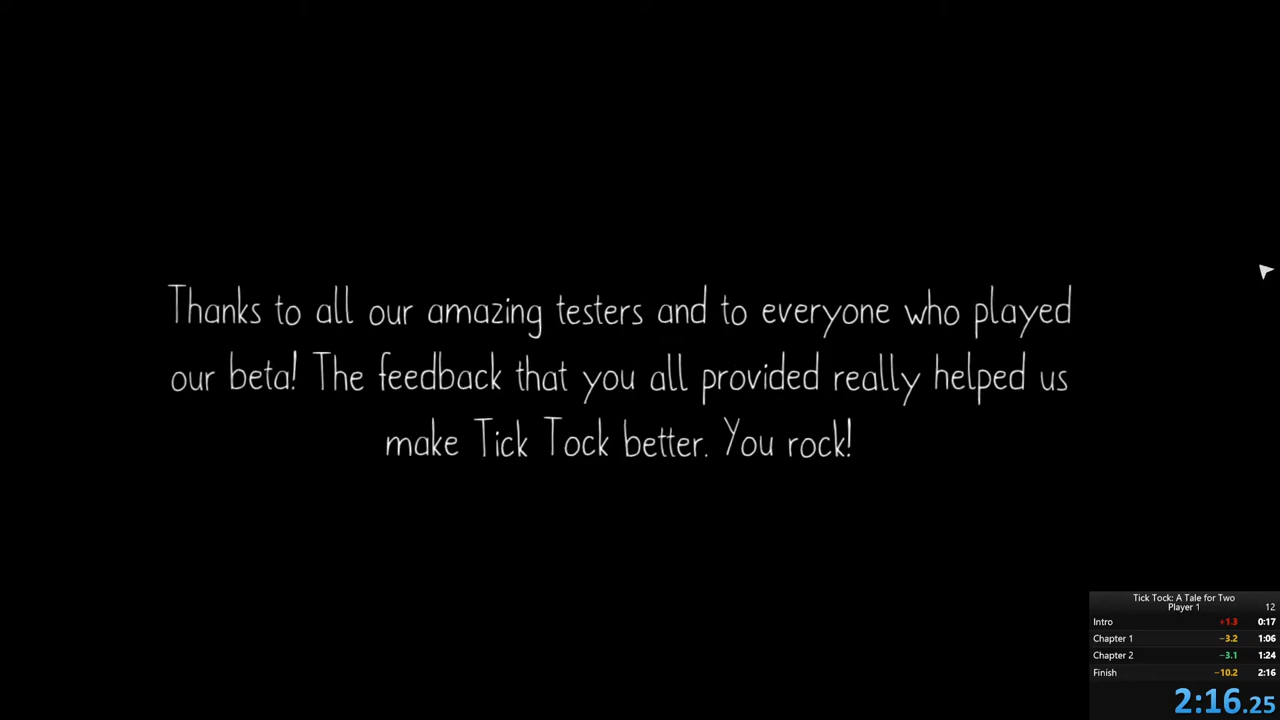 Thanks to all our amazing testers and to everyone who played
our beta! The feedback that you all provided really helped us
make Tick Tock better. You rock!
Tick Tock: A Tale for Two
Player 1 12
Intro +1.3 0:17
Chapter 1 −3.2 1:06
Chapter 2 −3.1 1:24
Finish −10.2 2:16
2:16.25